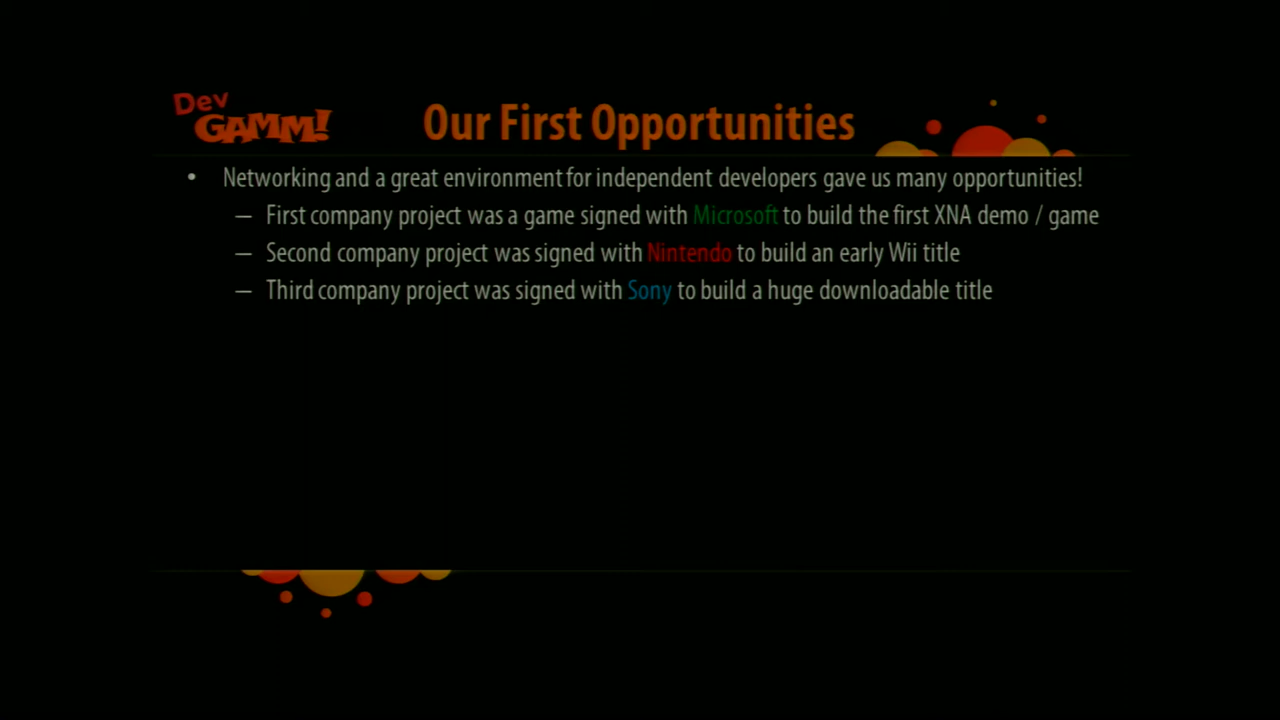 Dev
GAMM!
Our First Opportunities
• Networking and a great environment for independent developers gave us many opportunities!
– First company project was a game signed with Microsoft to build the first XNA demo / game
– Second company project was signed with Nintendo to build an early Wii title
– Third company project was signed with Sony to build a huge downloadable title